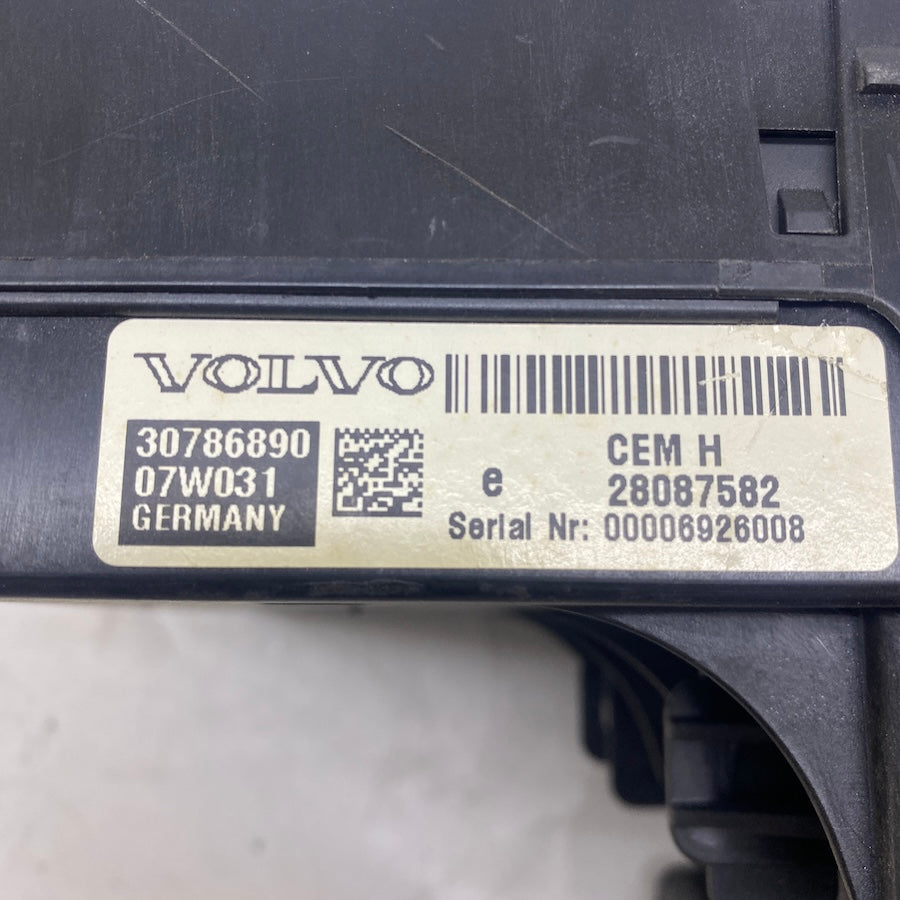 VOLVO
30786890
07W031
GERMANY
e
CEM H
28087582
Serial Nr: 00006926008